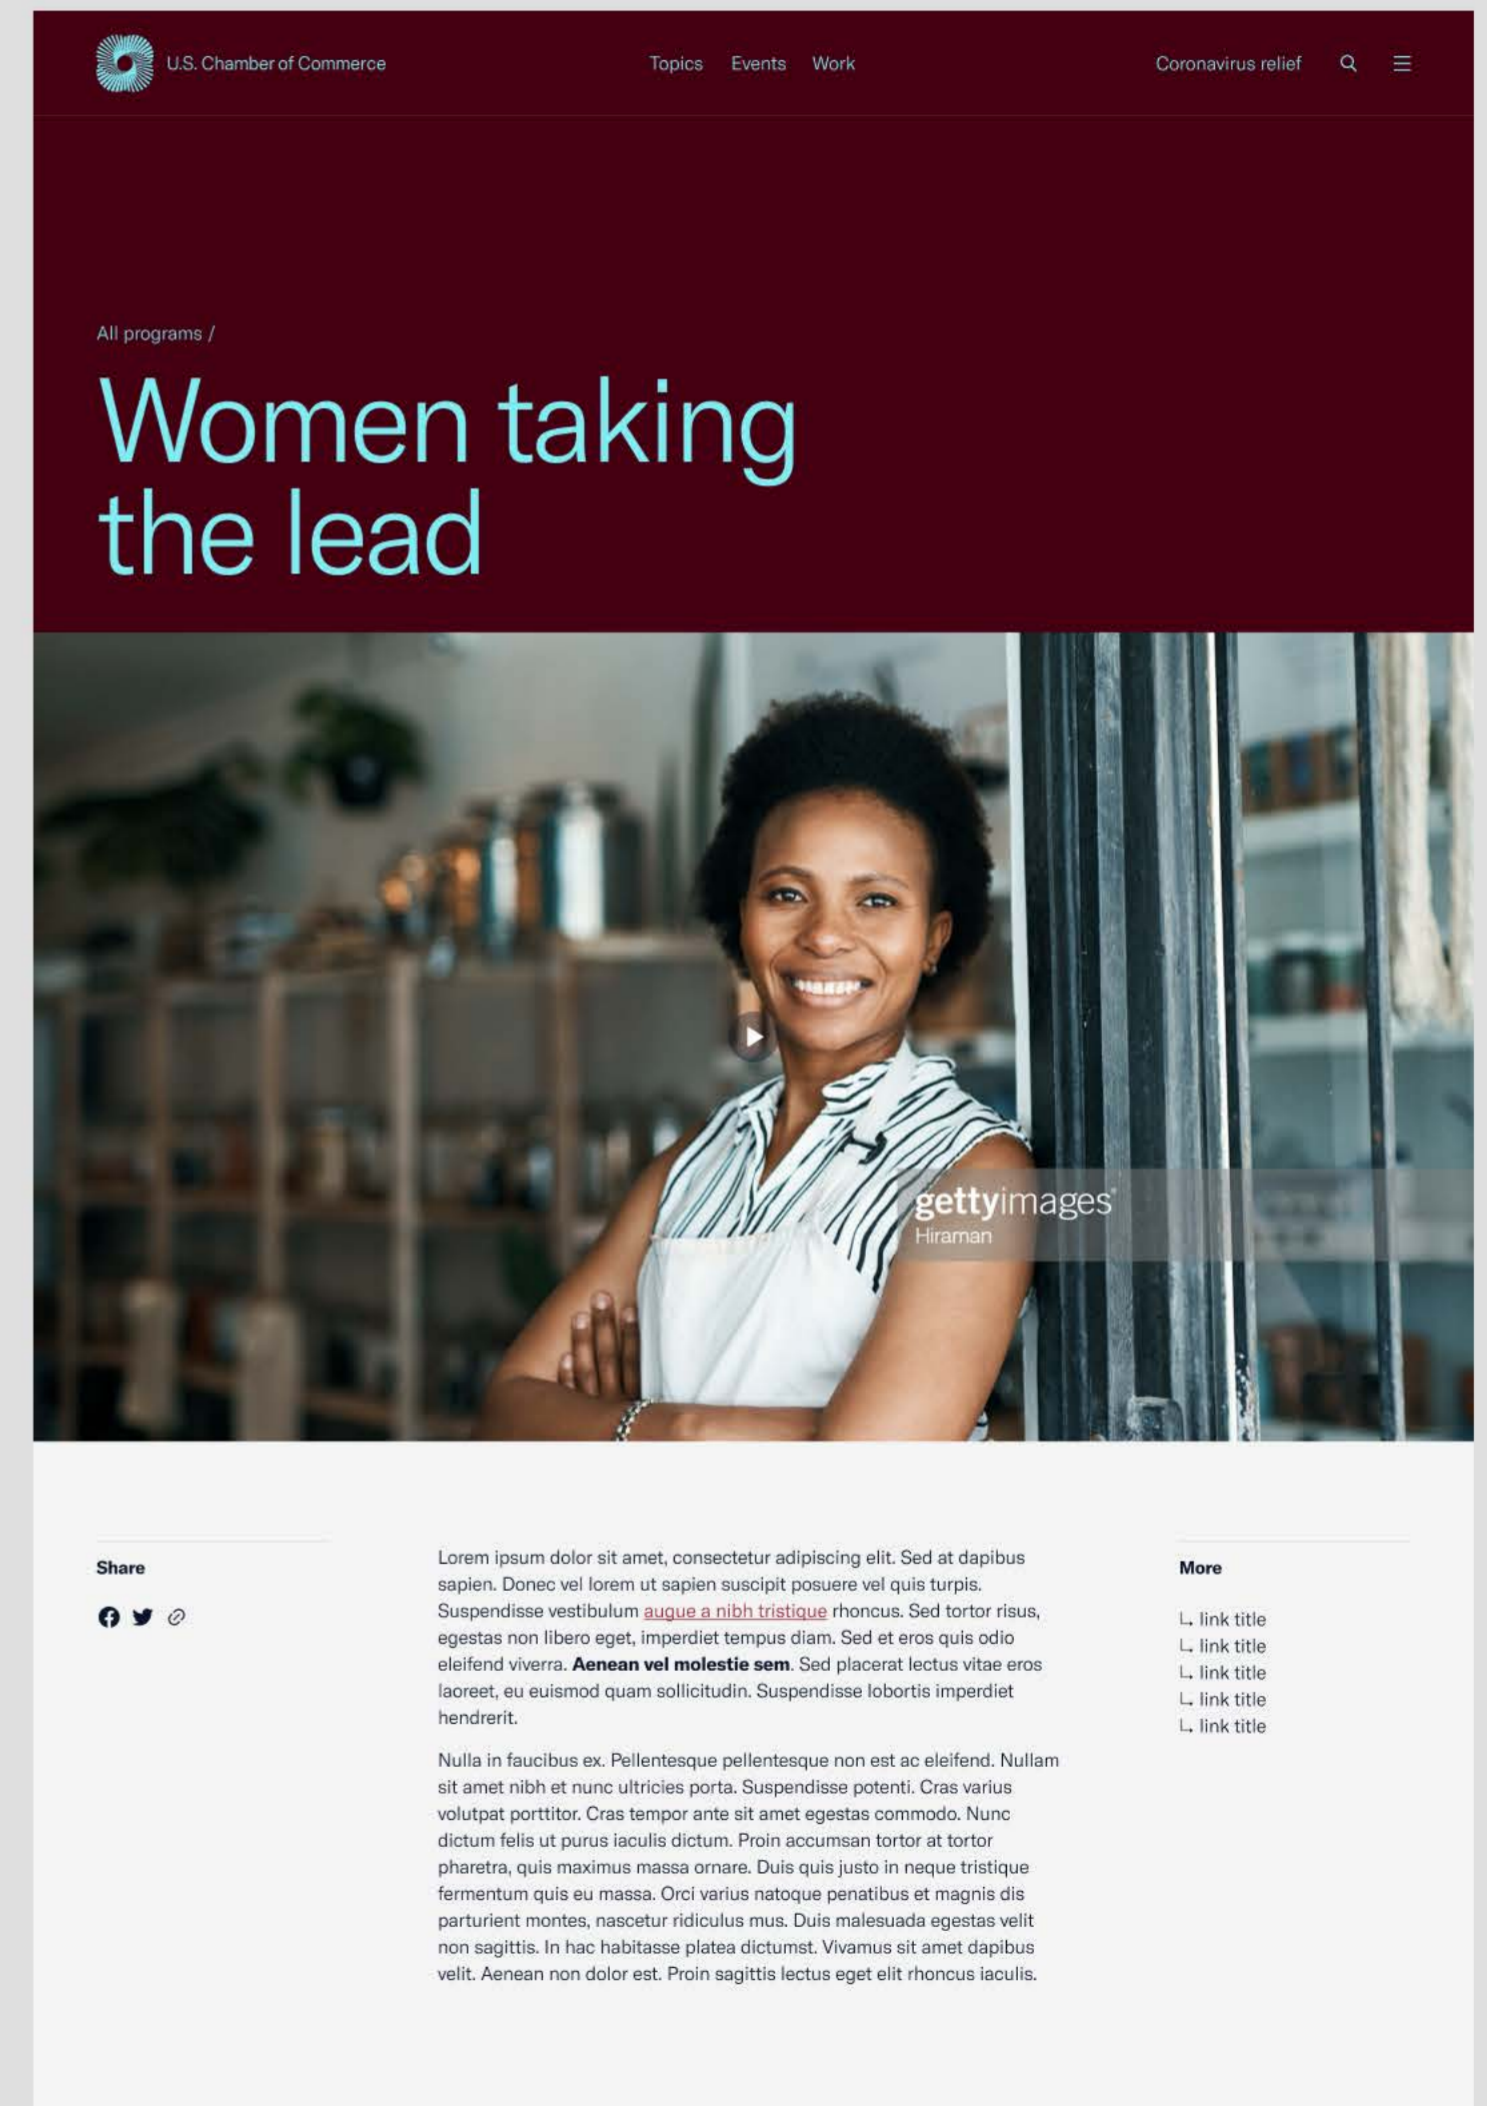 U.S. Chamber of Commerce
Topics Events Work
Coronavirus relief
All programs /
Women taking
the lead
gettyimages®
Hiraman
Share
Lorem ipsum dolor sit amet, consectetur adipiscing elit. Sed at dapibus
sapien. Donec vel lorem ut sapien suscipit posuere vel quis turpis.
Suspendisse vestibulum augue a nibh tristique rhoncus. Sed tortor risus,
egestas non libero eget, imperdiet tempus diam. Sed et eros quis odio
eleifend viverra. Aenean vel molestie sem. Sed placerat lectus vitae eros
laoreet, eu euismod quam sollicitudin. Suspendisse lobortis imperdiet
hendrerit.
Nulla in faucibus ex. Pellentesque pellentesque non est ac eleifend. Nullam
sit amet nibh et nunc ultricies porta. Suspendisse potenti. Cras varius
volutpat porttitor. Cras tempor ante sit amet egestas commodo. Nunc
dictum felis ut purus iaculis dictum. Proin accumsan tortor at tortor
pharetra, quis maximus massa ornare. Duis quis justo in neque tristique
fermentum quis eu massa. Orci varius natoque penatibus et magnis dis
parturient montes, nascetur ridiculus mus. Duis malesuada egestas velit
non sagittis. In hac habitasse platea dictumst. Vivamus sit amet dapibus
velit. Aenean non dolor est. Proin sagittis lectus eget elit rhoncus iaculis.
More
link title
link title
link title
link title
link title